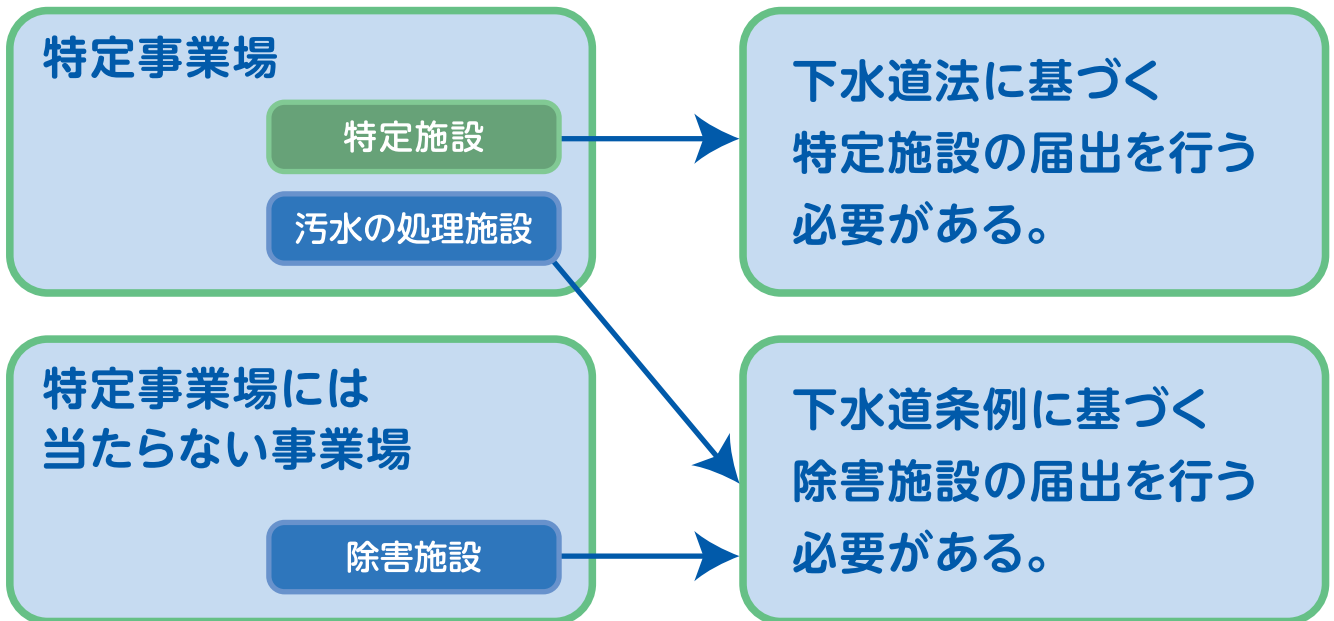 特定事業場
特定施設
汚水の処理施設
下水道法に基づく
特定施設の届出を行う
必要がある。
特定事業場には
当たらない事業場
除害施設
下水道条例に基づく
除害施設の届出を行う
必要がある。